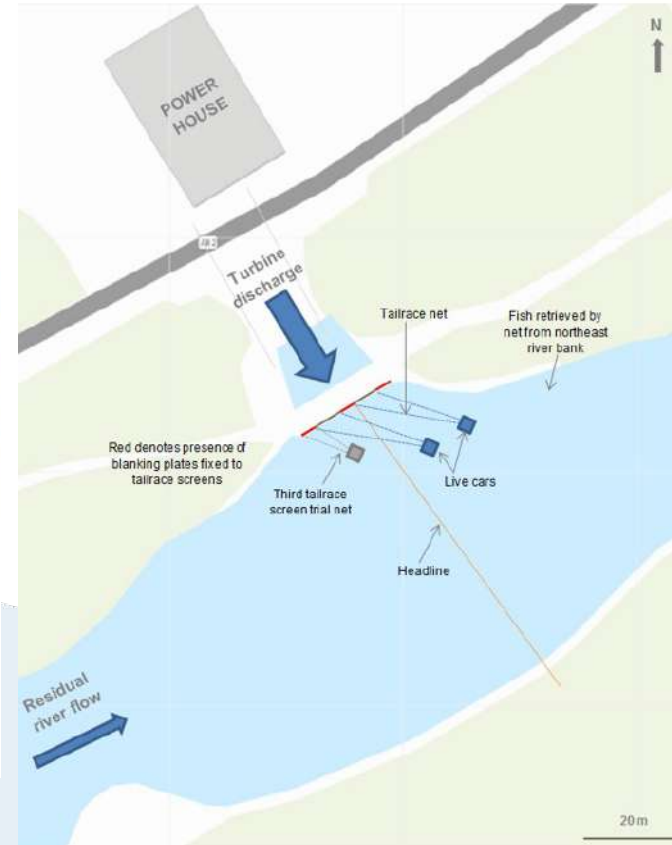 N
POWER
HOUSE
Turbine
discharge
Tailrace net
Fish retrieved by
net from northeast
river bank
Red denotes presence of
blanking plates fixed to
tailrace screens
Third tailrace
screen trial net
Live cars
Headline
Residual
river flow
20m